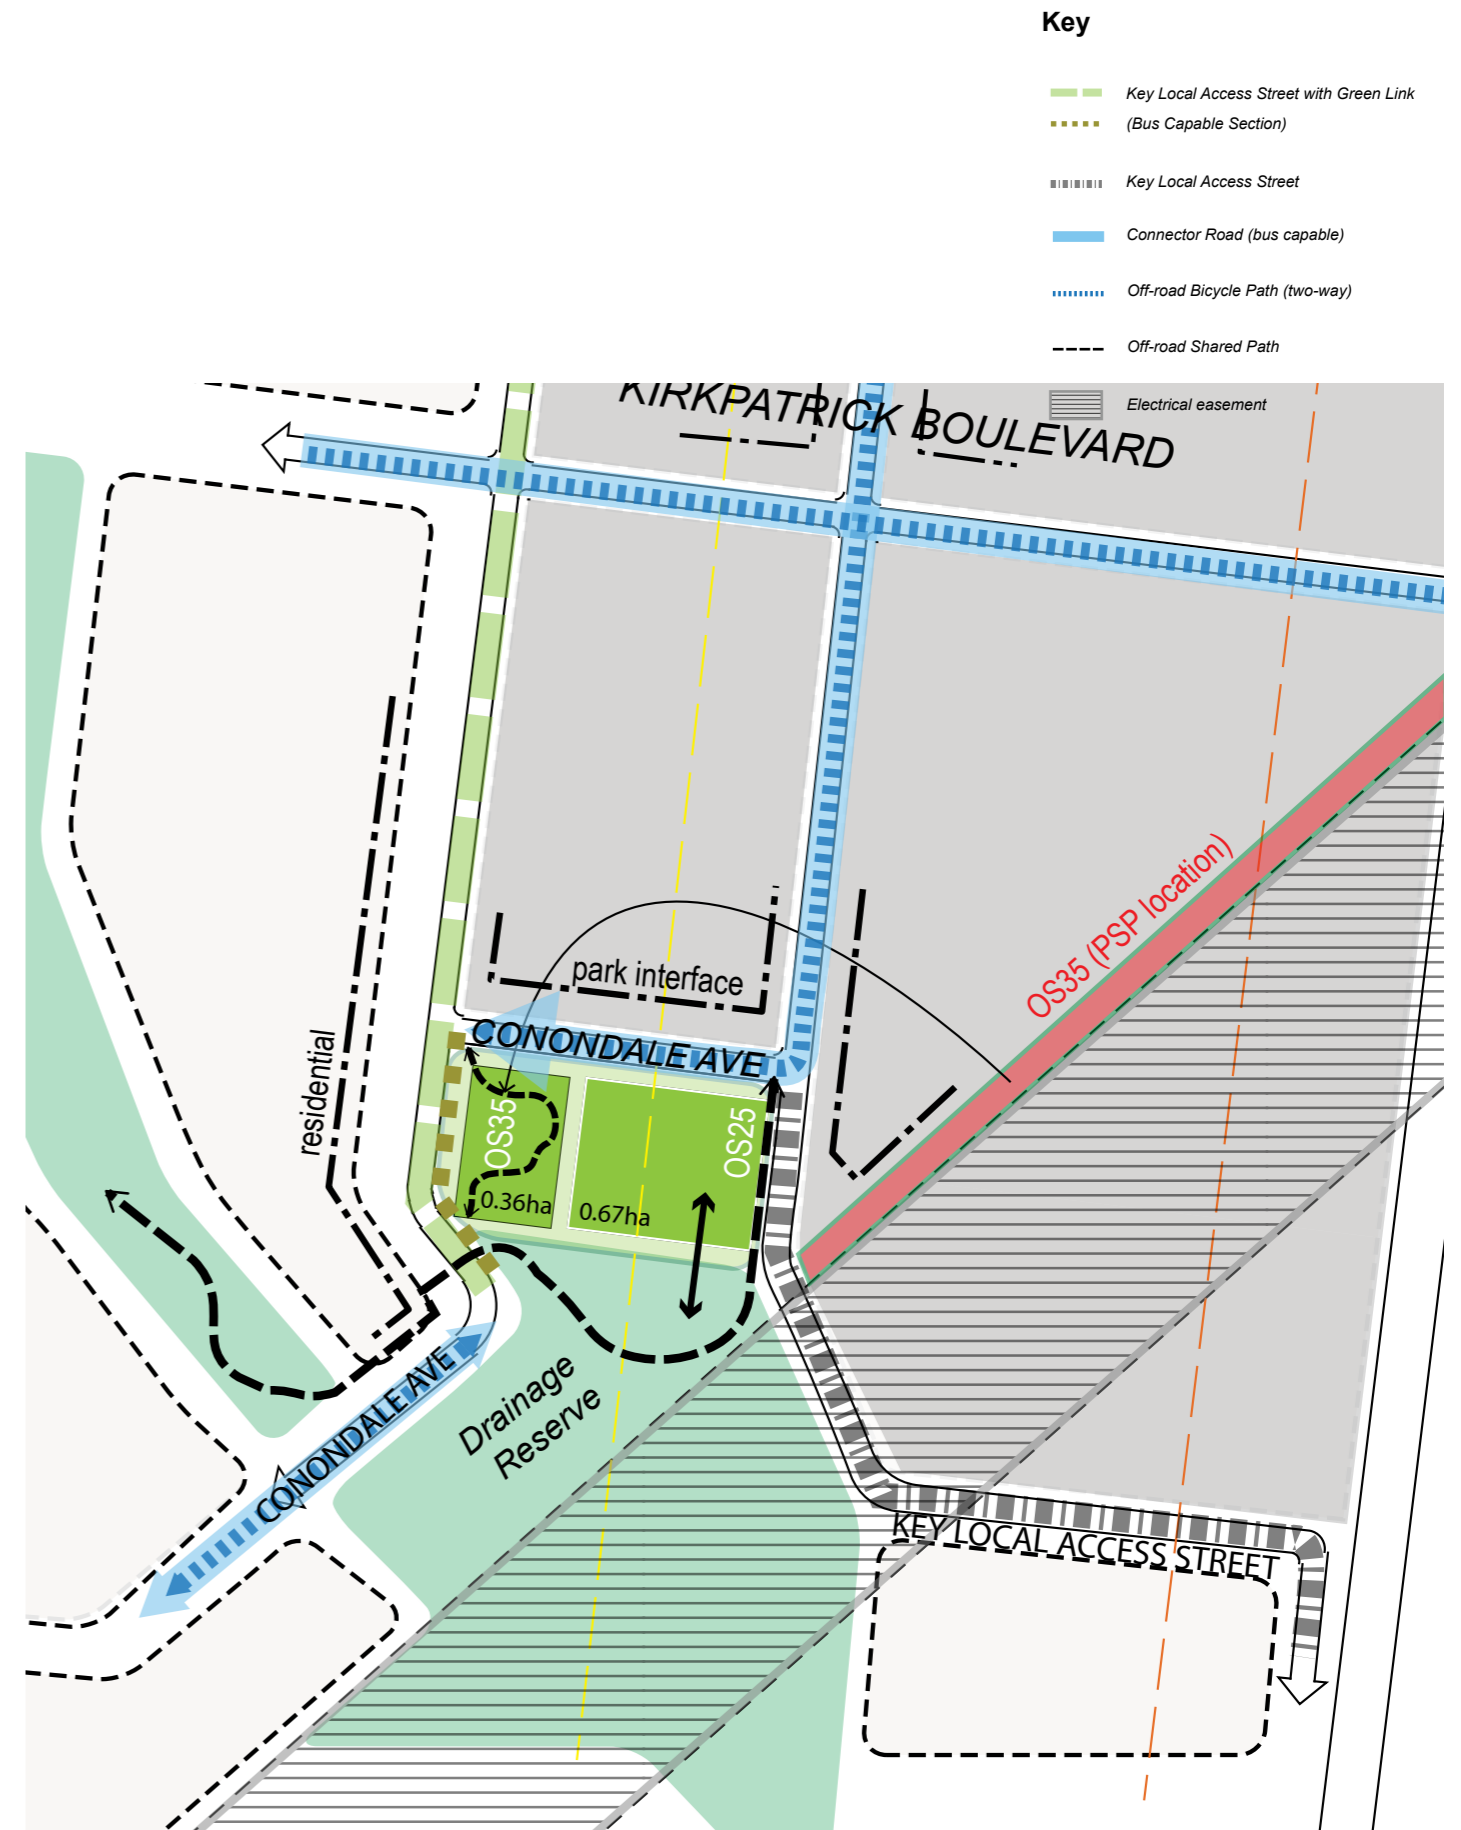 Key
Key Local Access Street with Green Link
(Bus Capable Section)
Key Local Access Street
Connector Road (bus capable)
Off-road Bicycle Path (two-way)
Off-road Shared Path
Electrical easement
KIRKPATRICK BOULEVARD
OS35 (PSP location)
park interface
CONONDALE AVE
residential
OS35
0.36ha
OS25
0.67ha
Drainage
Reserve
CONONDALE AVE
KEY LOCAL ACCESS STREET